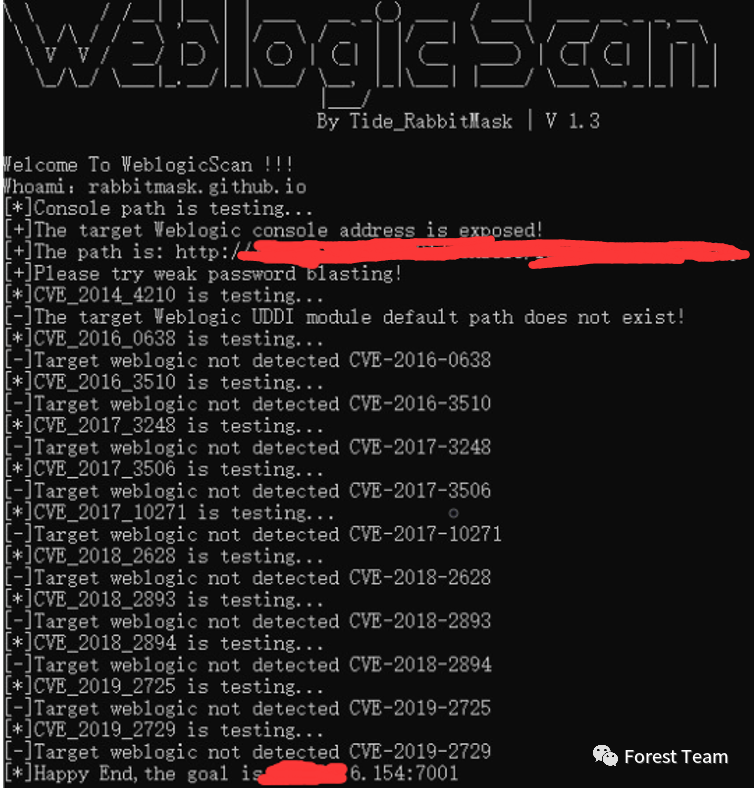 Weblogic Scan
By Tide_RabbitMask | V 1.3
Welcome To WeblogicScan !!!
Whoami：rabbitmask.github.io
[*]Console path is testing...
[+]The target Weblogic console address is exposed!
[+]The path is: http:/
[+]Please try weak password blasting!
[*]CVE_2014_4210 is testing...
[-]The target Weblogic UDDI module default path does not exist!
[*]CVE_2016_0638 is testing...
[-]Target weblogic not detected CVE-2016-0638
[*]CVE_2016_3510 is testing...
[-]Target weblogic not detected CVE-2016-3510
[*]CVE_2017_3248 is testing...
[-]Target weblogic not detected CVE-2017-3248
[*]CVE_2017_3506 is testing...
[-]Target weblogic not detected CVE-2017-3506
[*]CVE_2017_10271 is testing...
[-]Target weblogic not detected CVE-2017-10271
[*]CVE_2018_2628 is testing...
[-]Target weblogic not detected CVE-2018-2628
[*]CVE_2018_2893 is testing...
[-]Target weblogic not detected CVE-2018-2893
[*]CVE_2018_2894 is testing...
[-]Target weblogic not detected CVE-2018-2894
[*]CVE_2019_2725 is testing...
[-]Target weblogic not detected CVE-2019-2725
[*]CVE_2019_2729 is testing...
[-]Target weblogic not detected CVE-2019-2729
[*]Happy End,the goal is 6.154:7001
Forest Team